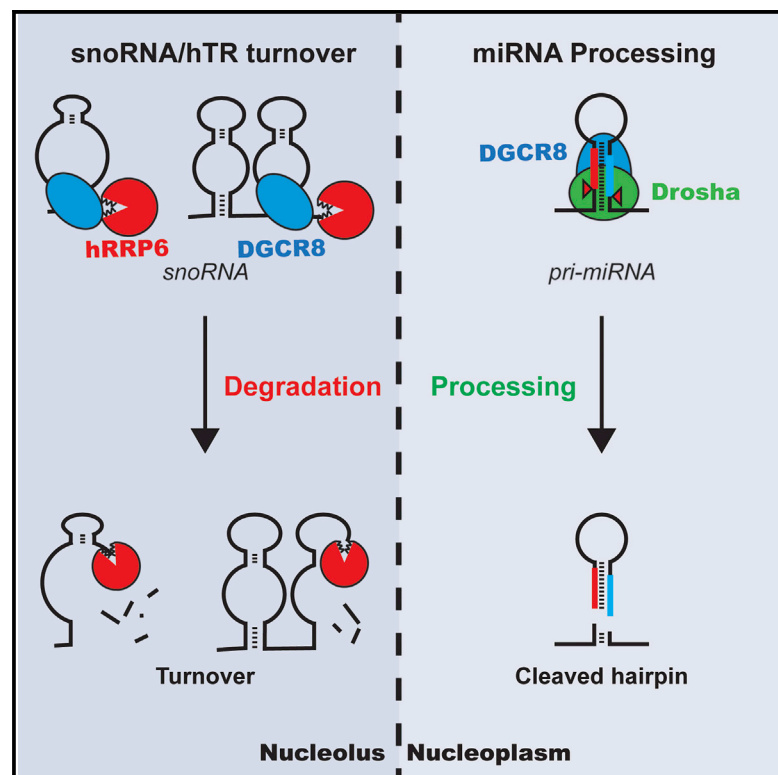 snoRNA/hTR turnover
hRRP6
DGCR8
snoRNA
Degradation
Turnover
Nucleolus
miRNA Processing
DGCR8
Drosha
pri-miRNA
Processing
Cleaved hairpin
Nucleoplasm